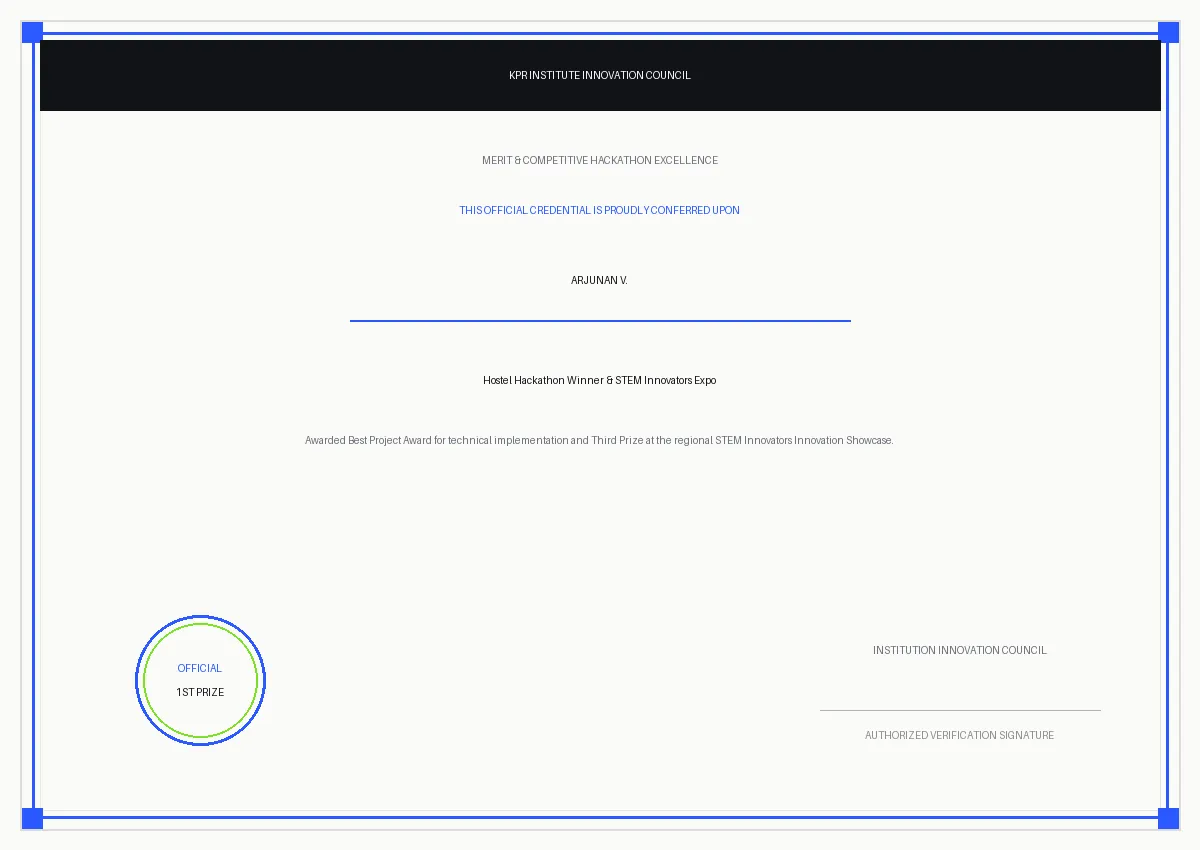 KPR INSTITUTE INNOVATION COUNCIL
MERIT & COMPETITIVE HACKATHON EXCELLENCE
THIS OFFICIAL CREDENTIAL IS PROUDLY CONFERRED UPON
ARJUNAN V.
Hostel Hackathon Winner & STEM Innovators Expo
Awarded Best Project Award for technical implementation and Third Prize at the regional STEM Innovators Innovation Showcase.
OFFICIAL
1ST PRIZE
INSTITUTION INNOVATION COUNCIL
AUTHORIZED VERIFICATION SIGNATURE